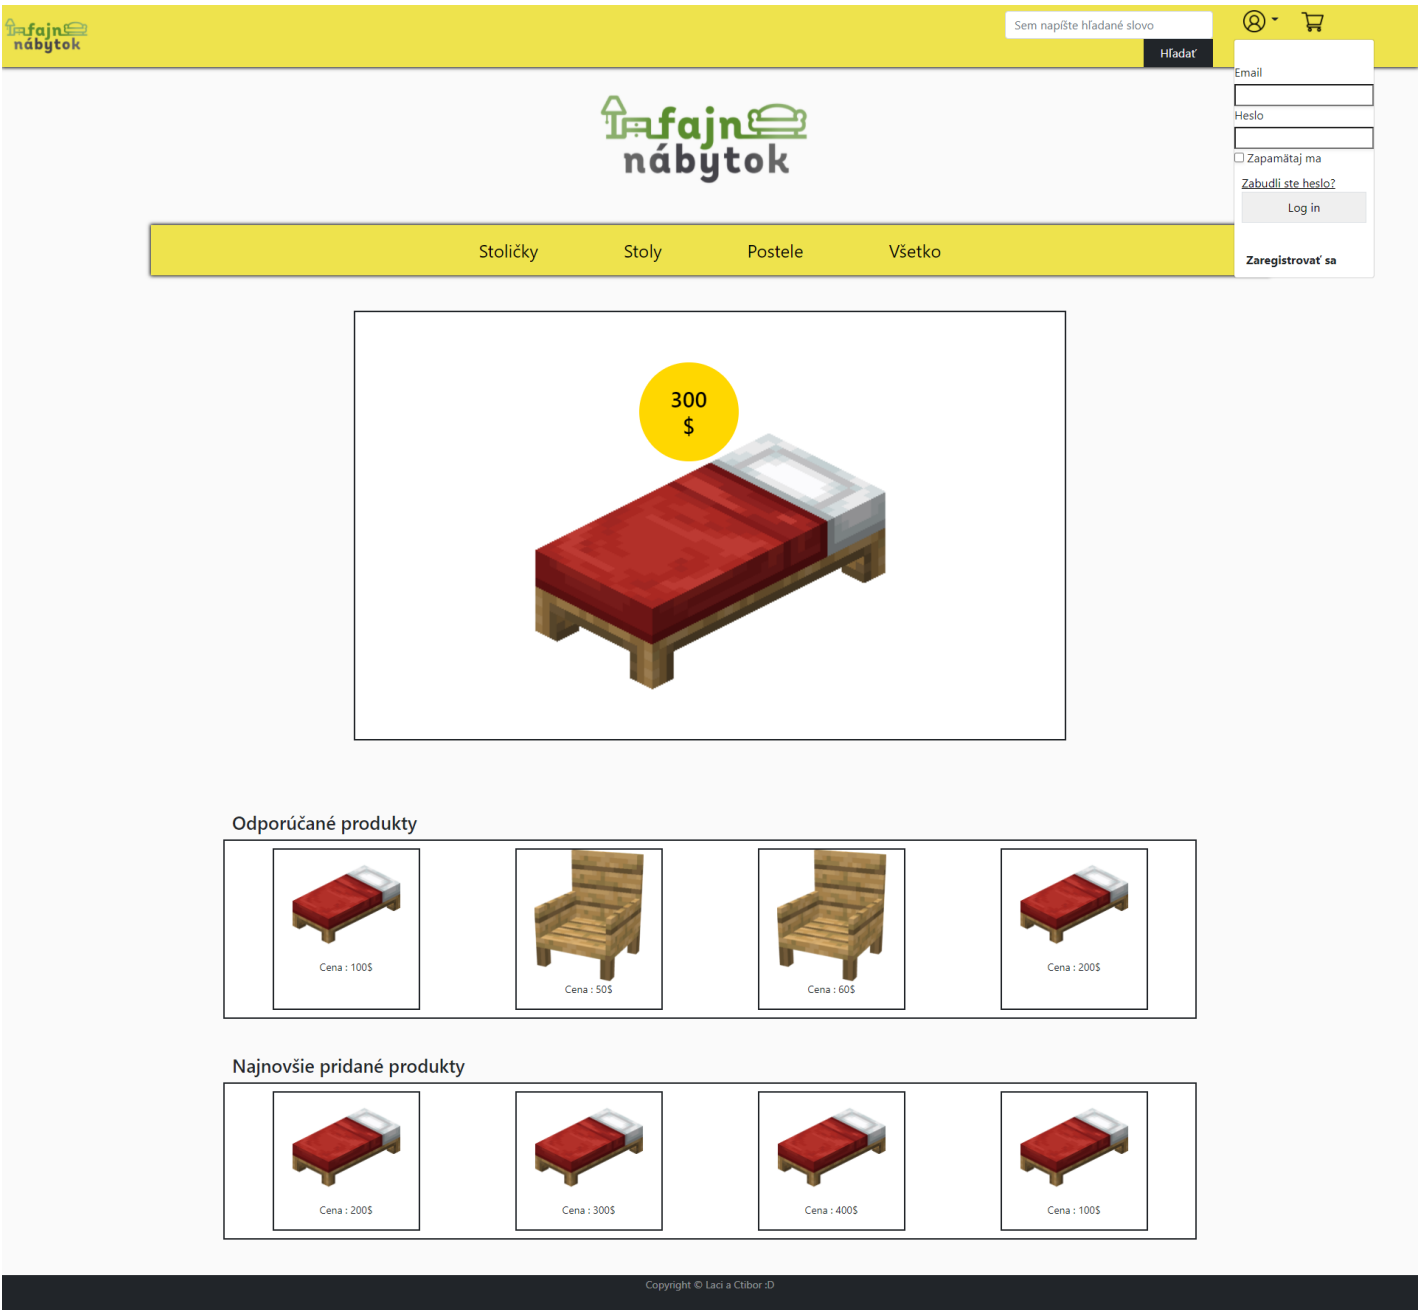 fajn
nábytok
Sem napíšte hľadané slovo
Hľadať
Email
Heslo
Zapamätaj ma
Zabudli ste heslo?
Log in
Zaregistrovať sa
fajn
nábytok
Stoličky Stoly Postele Všetko
300
$
Odporúčané produkty
Cena : 100$ Cena : 50$ Cena : 60$ Cena : 200$
Najnovšie pridané produkty
Cena : 200$ Cena : 300$ Cena : 400$ Cena : 100$
Copyright © Laci a Ctibor :D